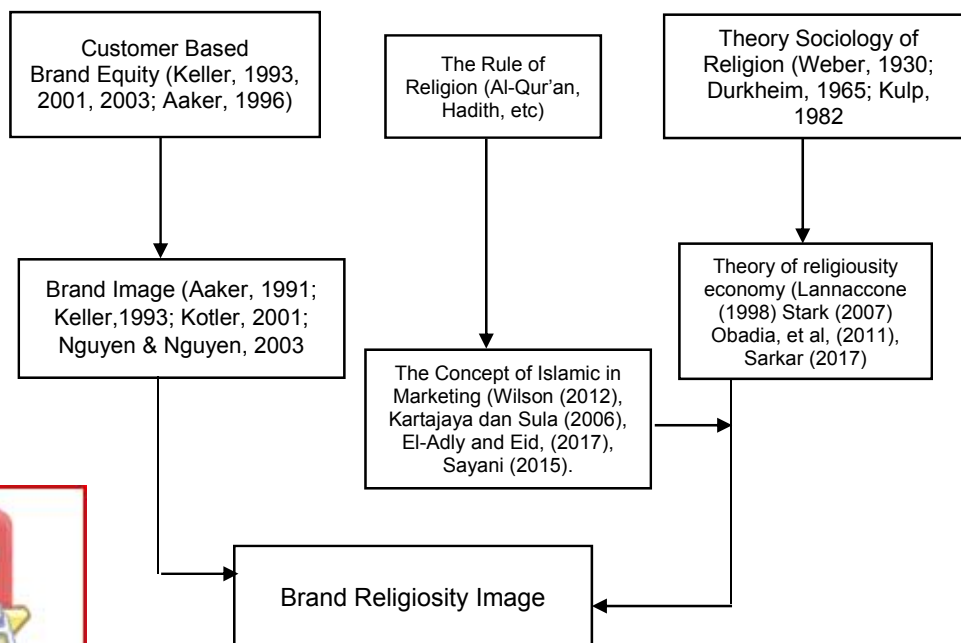 Customer Based
Brand Equity (Keller, 1993,
2001, 2003; Aaker, 1996)
The Rule of
Religion (Al-Qur’an,
Hadith, etc)
Theory Sociology of
Religion (Weber, 1930;
Durkheim, 1965; Kulp,
1982
Brand Image (Aaker, 1991;
Keller,1993; Kotler, 2001;
Nguyen & Nguyen, 2003
The Concept of Islamic in
Marketing (Wilson (2012),
Kartajaya dan Sula (2006),
El-Adly and Eid, (2017),
Sayani (2015).
Theory of religiousity
economy (Lannaccone
(1998) Stark (2007)
Obadia, et al, (2011),
Sarkar (2017)
Brand Religiosity Image